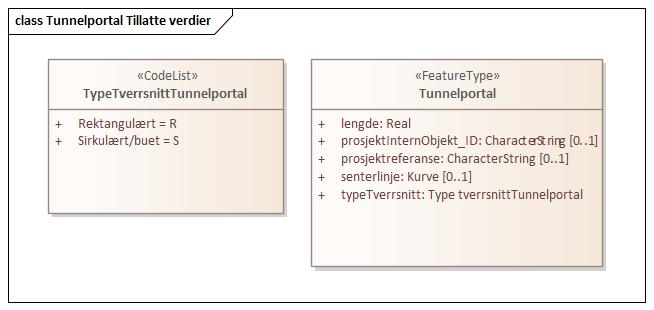 class Tunnelportal Tillatte verdier
«CodeList»
TypeTverrsnittTunnelportal
+ Rektangulært = R
+ Sirkulært/buet = S
«FeatureType»
Tunnelportal
+ lengde: Real
+ prosjektInternObjekt_ID: CharacterString [0..1]
+ prosjektreferanse: CharacterString [0..1]
+ senterlinje: Kurve [0..1]
+ typeTverrsnitt: Type tverrsnittTunnelportal